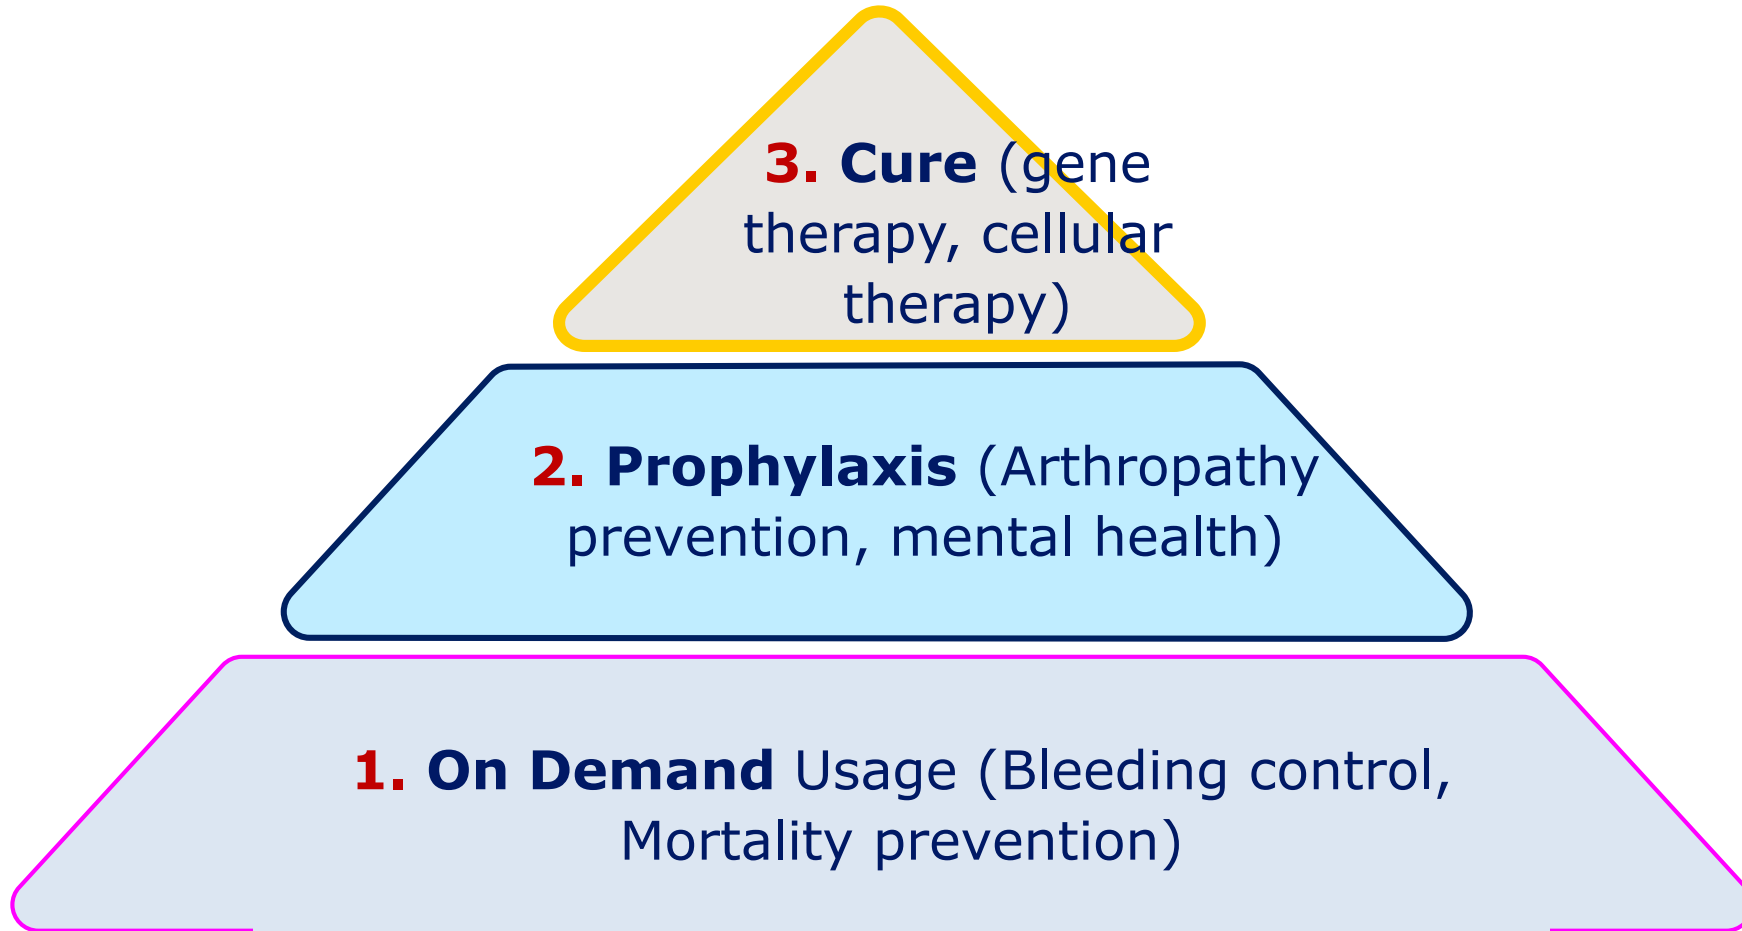 3. Cure (gene
therapy, cellular
therapy)
2. Prophylaxis (Arthropathy
prevention, mental health)
1. On Demand Usage (Bleeding control,
Mortality prevention)